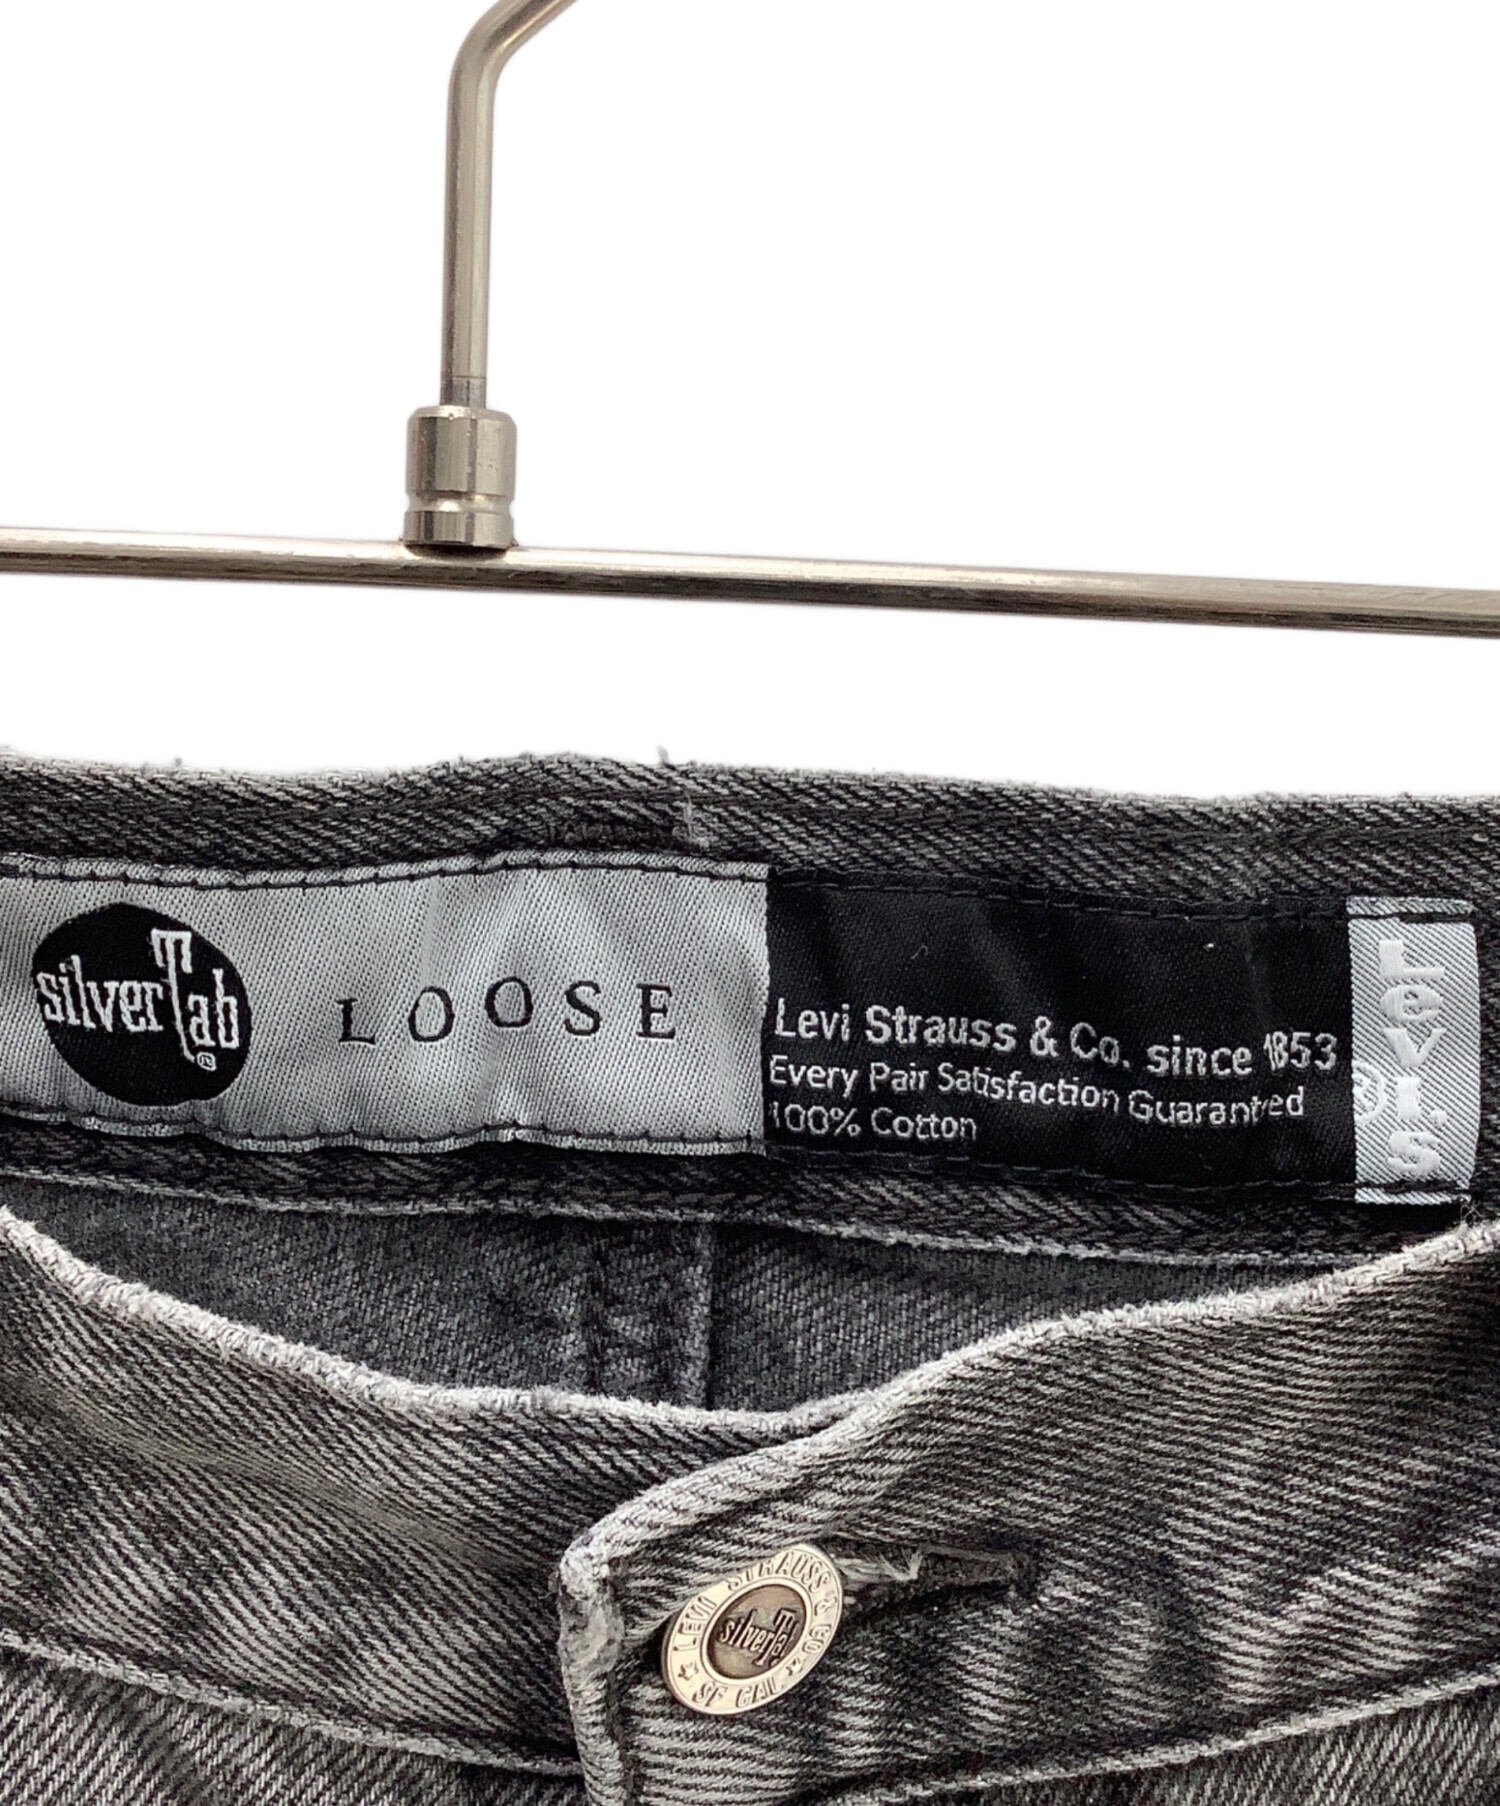 silverTab
®
LOOSE
Levi Strauss & Co. since 1853
Every Pair Satisfaction Guaranteed
100% Cotton
LeVI'S
®
LEVI STRAUSS & CO
silverTab
SF CAL